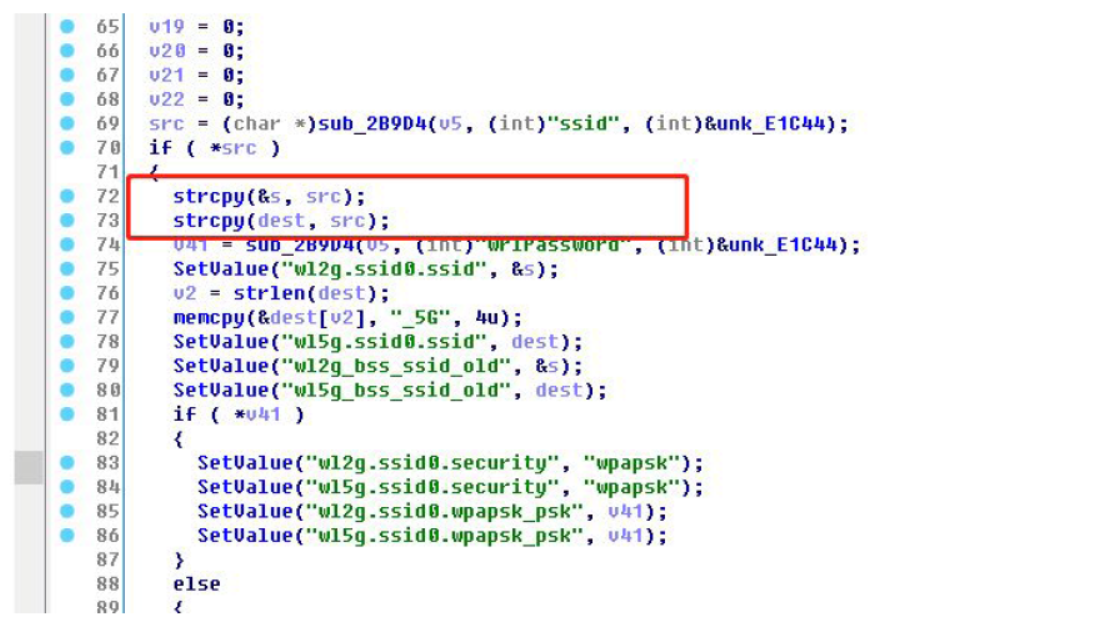 65 v19 = 0;
66 v20 = 0;
67 v21 = 0;
68 v22 = 0;
69 src = (char *)sub_2B9D4(v5, (int)"ssid", (int)&unk_E1C44);
70 if ( *src )
71 {
72 strcpy(&s, src);
73 strcpy(dest, src);
74 v41 = sub_2B9D4(v5, (int)"wrlPassword", (int)&unk_E1C44);
75 SetValue("wl2g.ssid0.ssid", &s);
76 v2 = strlen(dest);
77 memcpy(&dest[v2], "_5G", 4u);
78 SetValue("wl5g.ssid0.ssid", dest);
79 SetValue("wl2g_bss_ssid_old", &s);
80 SetValue("wl5g_bss_ssid_old", dest);
81 if ( *v41 )
82 {
83 SetValue("wl2g.ssid0.security", "wpapsk");
84 SetValue("wl5g.ssid0.security", "wpapsk");
85 SetValue("wl2g.ssid0.wpapsk_psk", v41);
86 SetValue("wl5g.ssid0.wpapsk_psk", v41);
87 }
88 else
89 {